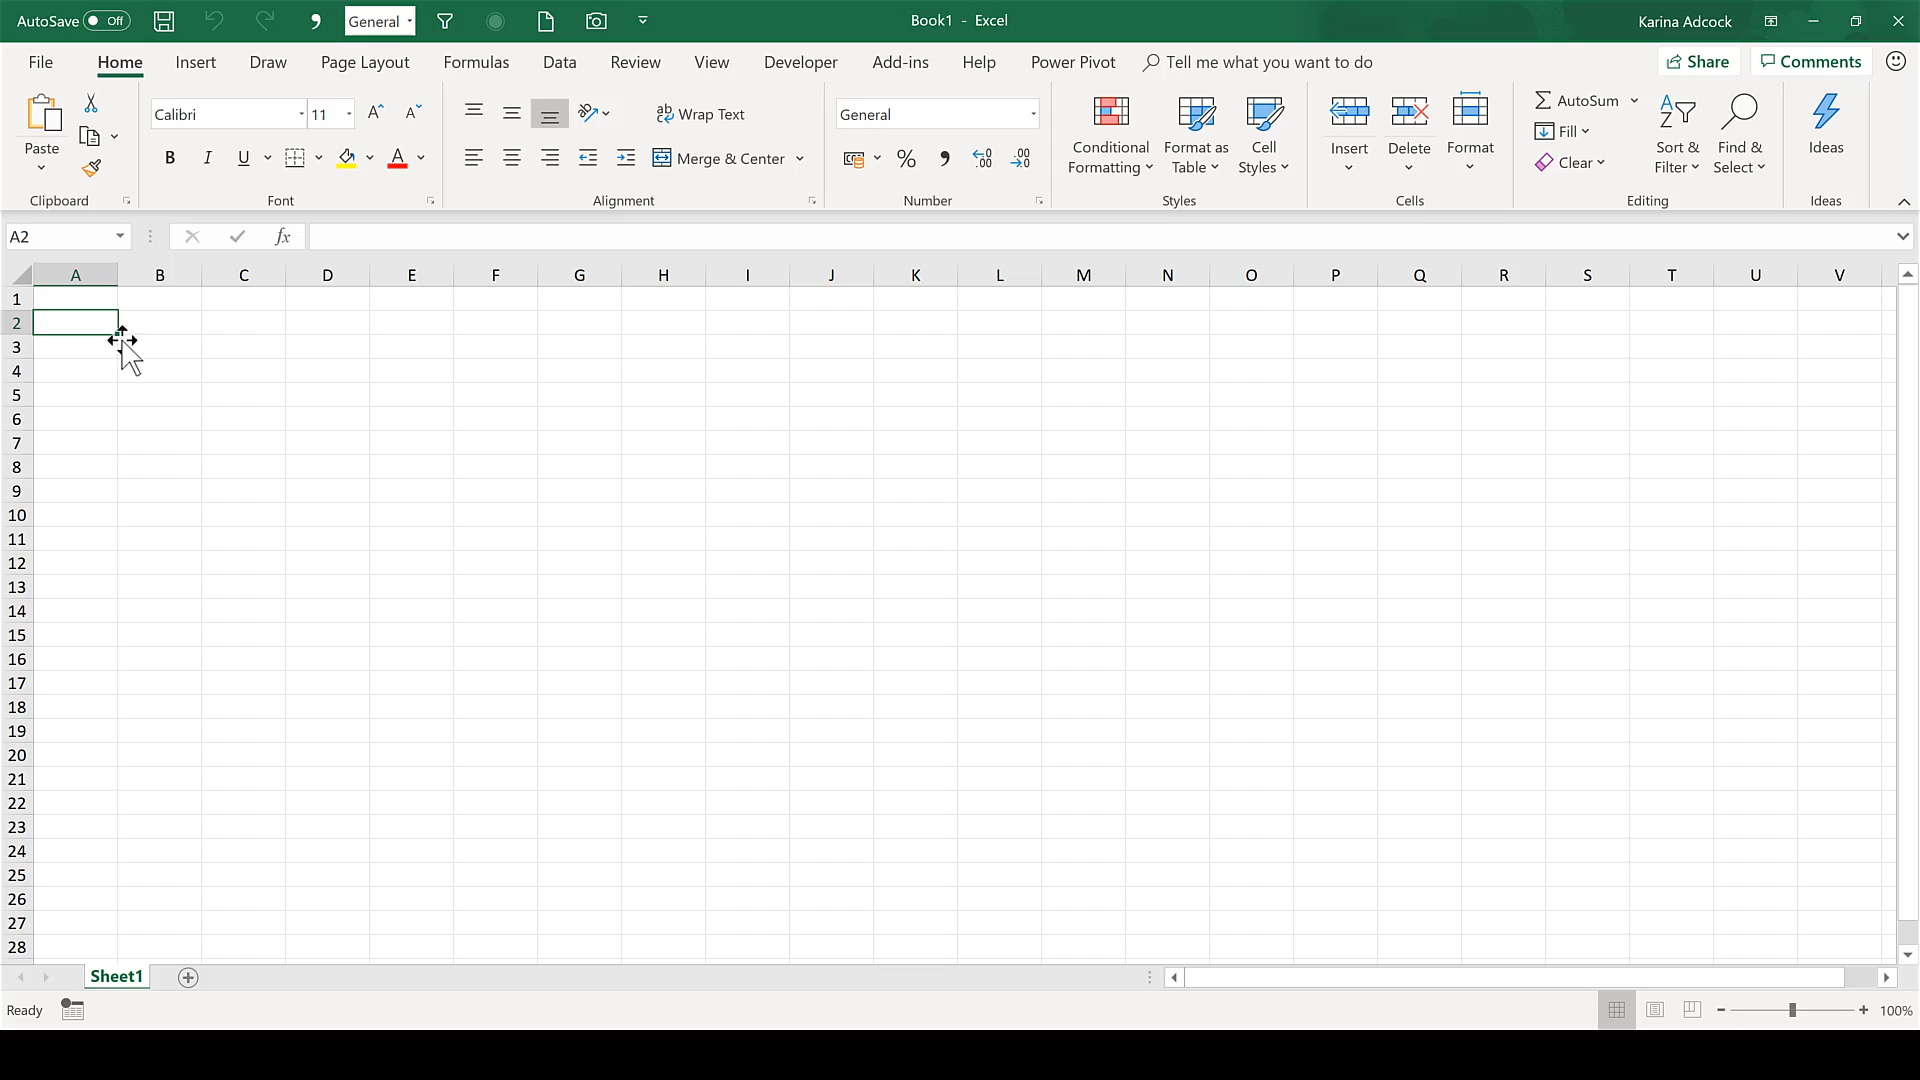 AutoSave Off General Book1 - Excel Karina Adcock
File Home Insert Draw Page Layout Formulas Data Review View Developer Add-ins Help Power Pivot Tell me what you want to do Share Comments
Paste
Calibri 11
Wrap Text
General
Conditional Formatting
Format as Table
Cell Styles
Insert
Delete
Format
AutoSum
Fill
Clear
Sort & Filter
Find & Select
Ideas
B I U A Merge & Center % .00
Clipboard Font Alignment Number Styles Cells Editing Ideas
A2 fx
A B C D E F G H I J K L M N O P Q R S T U V
1
2
3
4
5
6
7
8
9
10
11
12
13
14
15
16
17
18
19
20
21
22
23
24
25
26
27
28
Sheet1
Ready 100%